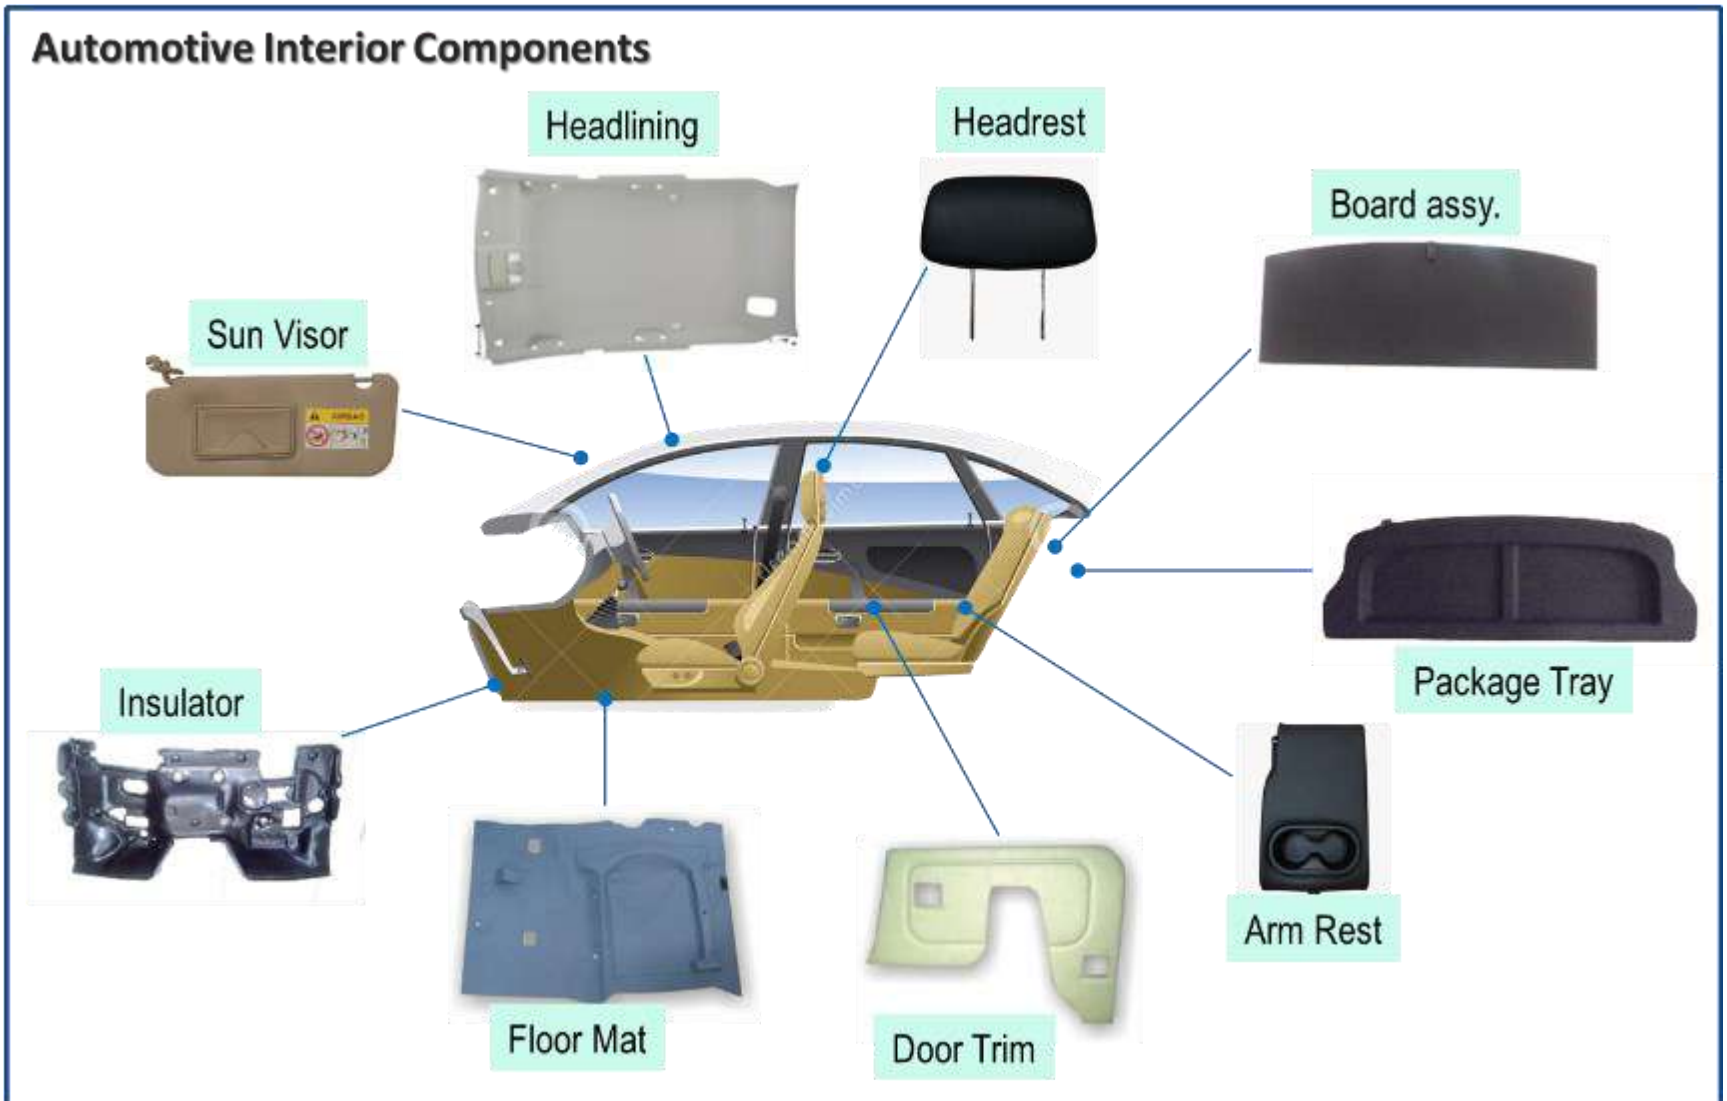 Automotive Interior Components
Headlining
Headrest
Board assy.
Sun Visor
Package Tray
Insulator
Arm Rest
Floor Mat
Door Trim